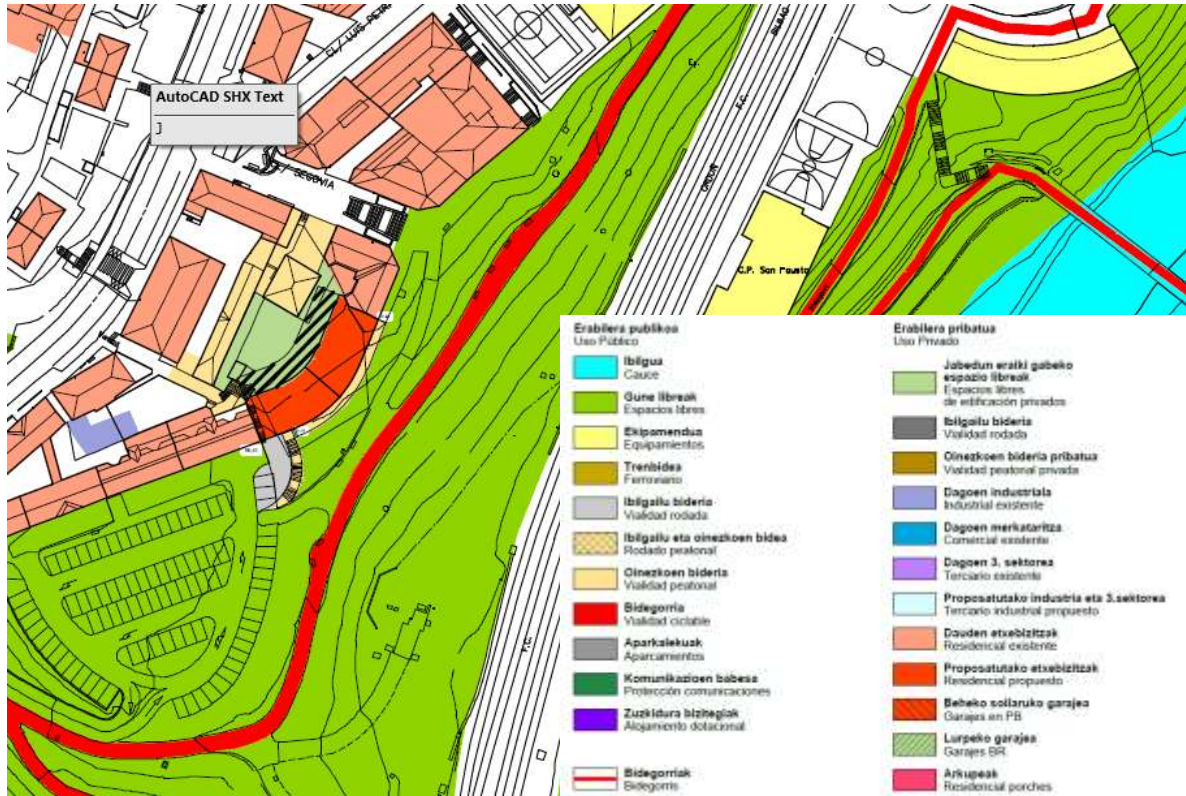 CL/ LUIS PETR
AutoCAD SHX Text
]
C/ SEGOVIA
BILBAO
F.C.
ORDUR
C.P. San Fausto
F.C.
Erabilera publikoa
Uso Público
Ibilgua
Cauce
Gune libreak
Espacios libres
Ekipamendua
Equipamientos
Trenbidea
Ferroviario
Ibilgailu bideria
Vialidad rodada
Ibilgailu eta oinezkoen bidea
Rodado peatonal
Oinezkoen bideria
Vialidad peatonal
Bidegorria
Vialidad ciclable
Aparkalekuak
Aparcamientos
Komunikazioen babesa
Protección comunicaciones
Zuzkidura bizitegiak
Alojamiento dotacional
Bidegorriak
Bidegorris
Erabilera pribatua
Uso Privado
Jabedun eraiki gabeko
espazio libreak
Espacios libres
de edificación privados
Ibilgailu bideria
Vialidad rodada
Oinezkoen bideria pribatua
Vialidad peatonal privada
Dagoen industriala
Industrial existente
Dagoen merkataritza
Comercial existente
Dagoen 3. sektorea
Terciario existente
Proposatutako industria eta 3.sektorea
Terciario industrial propuesto
Dauden etxebizitzak
Residencial existente
Proposatutako etxebizitzak
Residencial propuesto
Beheko soilaruko garajea
Garajes en PB
Lurpeko garajea
Garajes BR
Arkupeak
Residencial porches